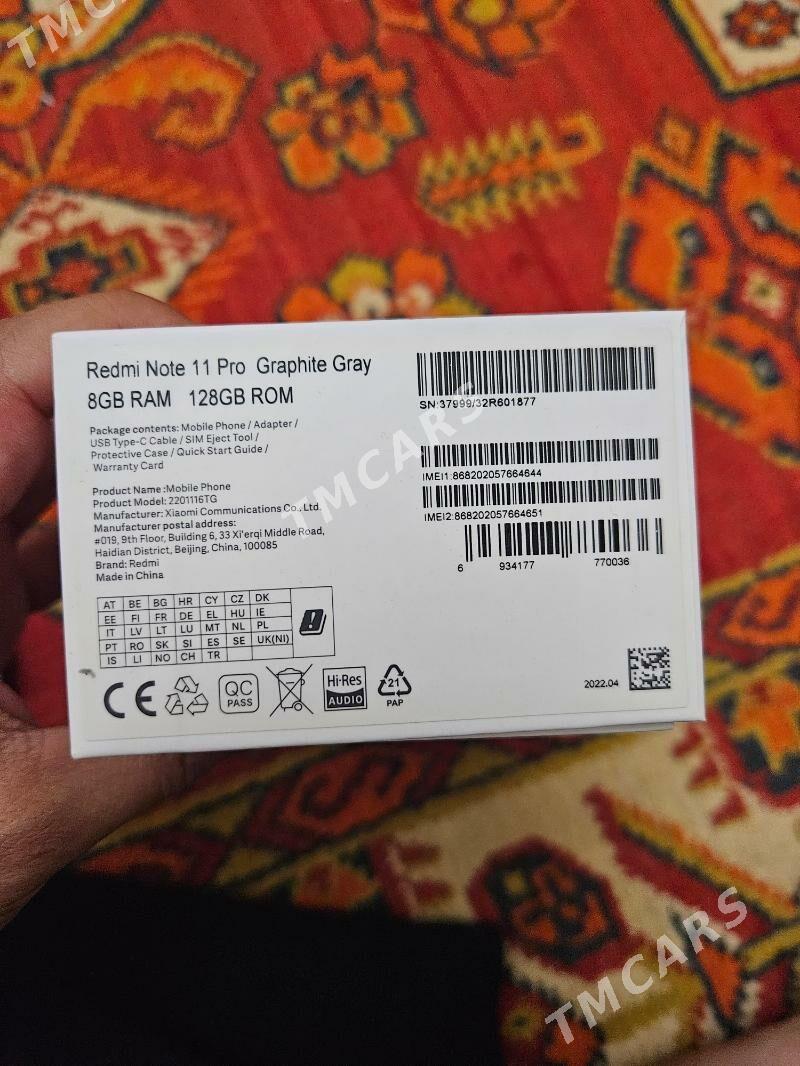 TMCARS
Redmi Note 11 Pro Graphite Gray
8GB RAM 128GB ROM
Package contents: Mobile Phone / Adapter /
USB Type-C Cable / SIM Eject Tool /
Protective Case / Quick Start Guide /
Warranty Card
Product Name:Mobile Phone
Product Model:2201116TG
Manufacturer: Xiaomi Communications Co., Ltd.
Manufacturer postal address:
#019, 9th Floor, Building 6, 33 Xi'erqi Middle Road,
Haidian District, Beijing, China, 100085
Brand: Redmi
Made in China
SN:37999/32R601877
IMEI1:868202057664644
IMEI2:868202057664651
6 934177 770036
TMCARS
AT BE BG HR CY CZ DK
EE FI FR DE EL HU IE
IT LV LT LU MT NL PL
PT RO SK SI ES SE UK(NI)
IS LI NO CH TR
CE
QC
PASS
Hi-Res
AUDIO
21
PAP
2022.04
TMCARS